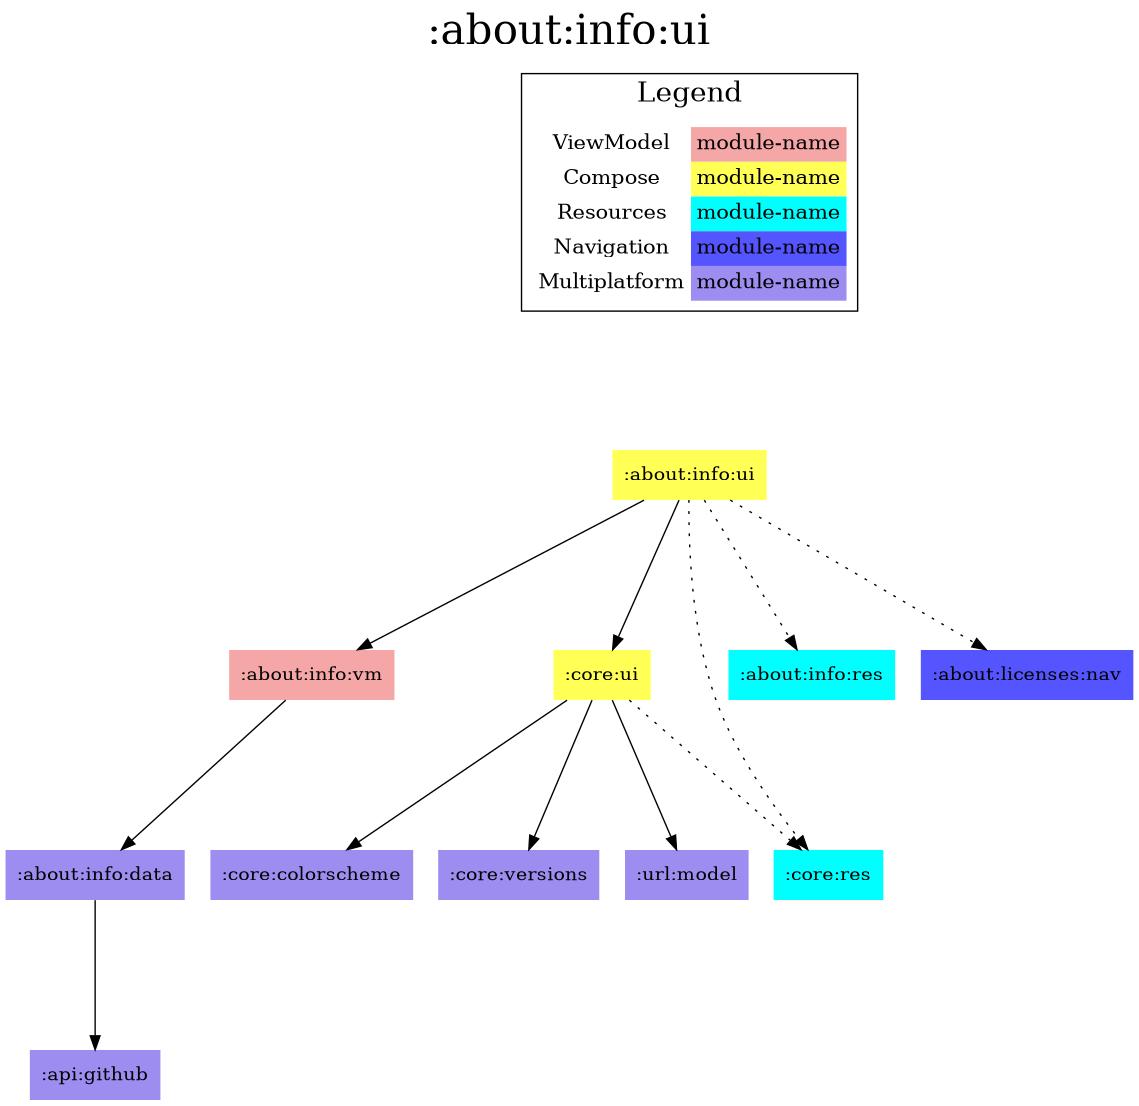 :about:info:ui
Legend
ViewModel module-name
Compose module-name
Resources module-name
Navigation module-name
Multiplatform module-name
:about:info:ui
:about:info:vm :core:ui :about:info:res :about:licenses:nav
:about:info:data :core:colorscheme :core:versions :url:model :core:res
:api:github